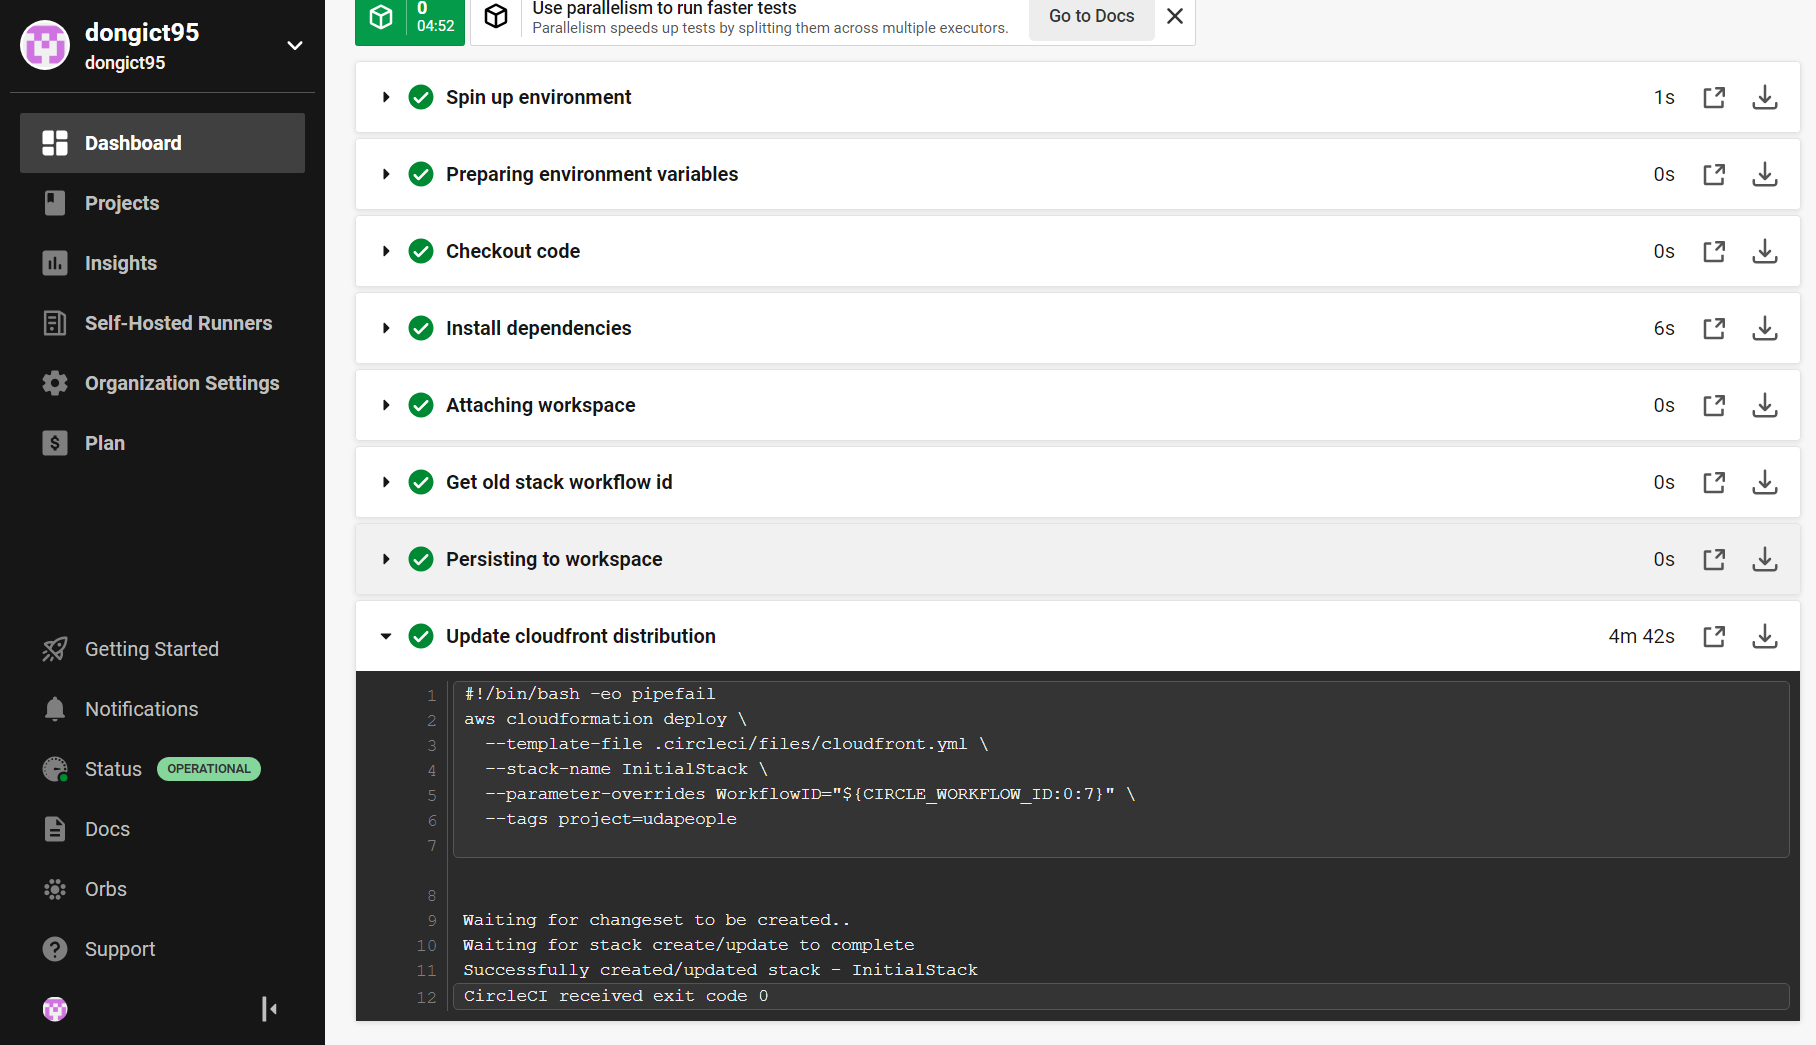 dongict95
dongict95
Dashboard
Projects
Insights
Self-Hosted Runners
Organization Settings
Plan
Getting Started
Notifications
Status OPERATIONAL
Docs
Orbs
Support
0
04:52
Use parallelism to run faster tests
Parallelism speeds up tests by splitting them across multiple executors.
Go to Docs
Spin up environment 1s
Preparing environment variables 0s
Checkout code 0s
Install dependencies 6s
Attaching workspace 0s
Get old stack workflow id 0s
Persisting to workspace 0s
Update cloudfront distribution 4m 42s
1 #!/bin/bash -eo pipefail
2 aws cloudformation deploy \
3 --template-file .circleci/files/cloudfront.yml \
4 --stack-name InitialStack \
5 --parameter-overrides WorkflowID="${CIRCLE_WORKFLOW_ID:0:7}" \
6 --tags project=udapeople
7
8
9 Waiting for changeset to be created..
10 Waiting for stack create/update to complete
11 Successfully created/updated stack - InitialStack
12 CircleCI received exit code 0